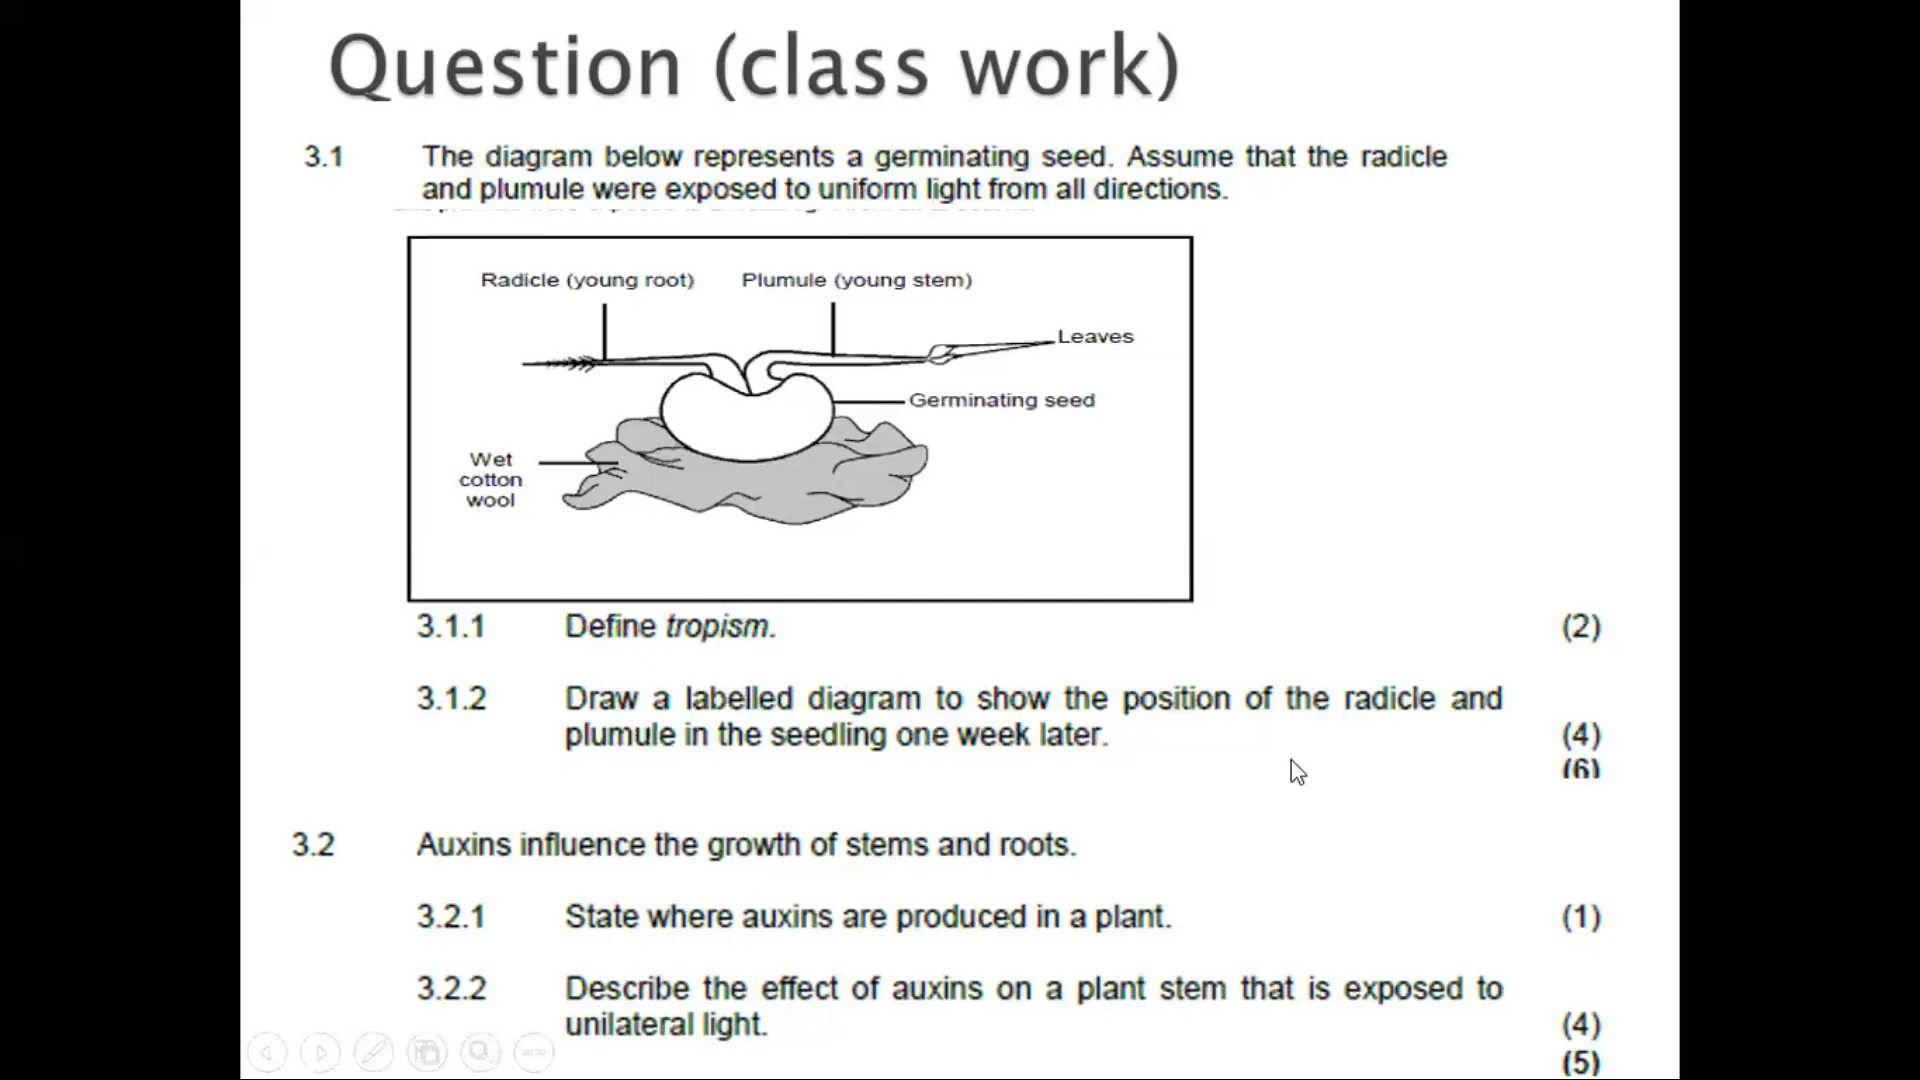 Question (class work)
3.1 The diagram below represents a germinating seed. Assume that the radicle
and plumule were exposed to uniform light from all directions.
Radicle (young root) Plumule (young stem)
Leaves
Germinating seed
Wet
cotton
wool
3.1.1 Define tropism. (2)
3.1.2 Draw a labelled diagram to show the position of the radicle and
plumule in the seedling one week later. (4)
(6)
3.2 Auxins influence the growth of stems and roots.
3.2.1 State where auxins are produced in a plant. (1)
3.2.2 Describe the effect of auxins on a plant stem that is exposed to
unilateral light. (4)
(5)